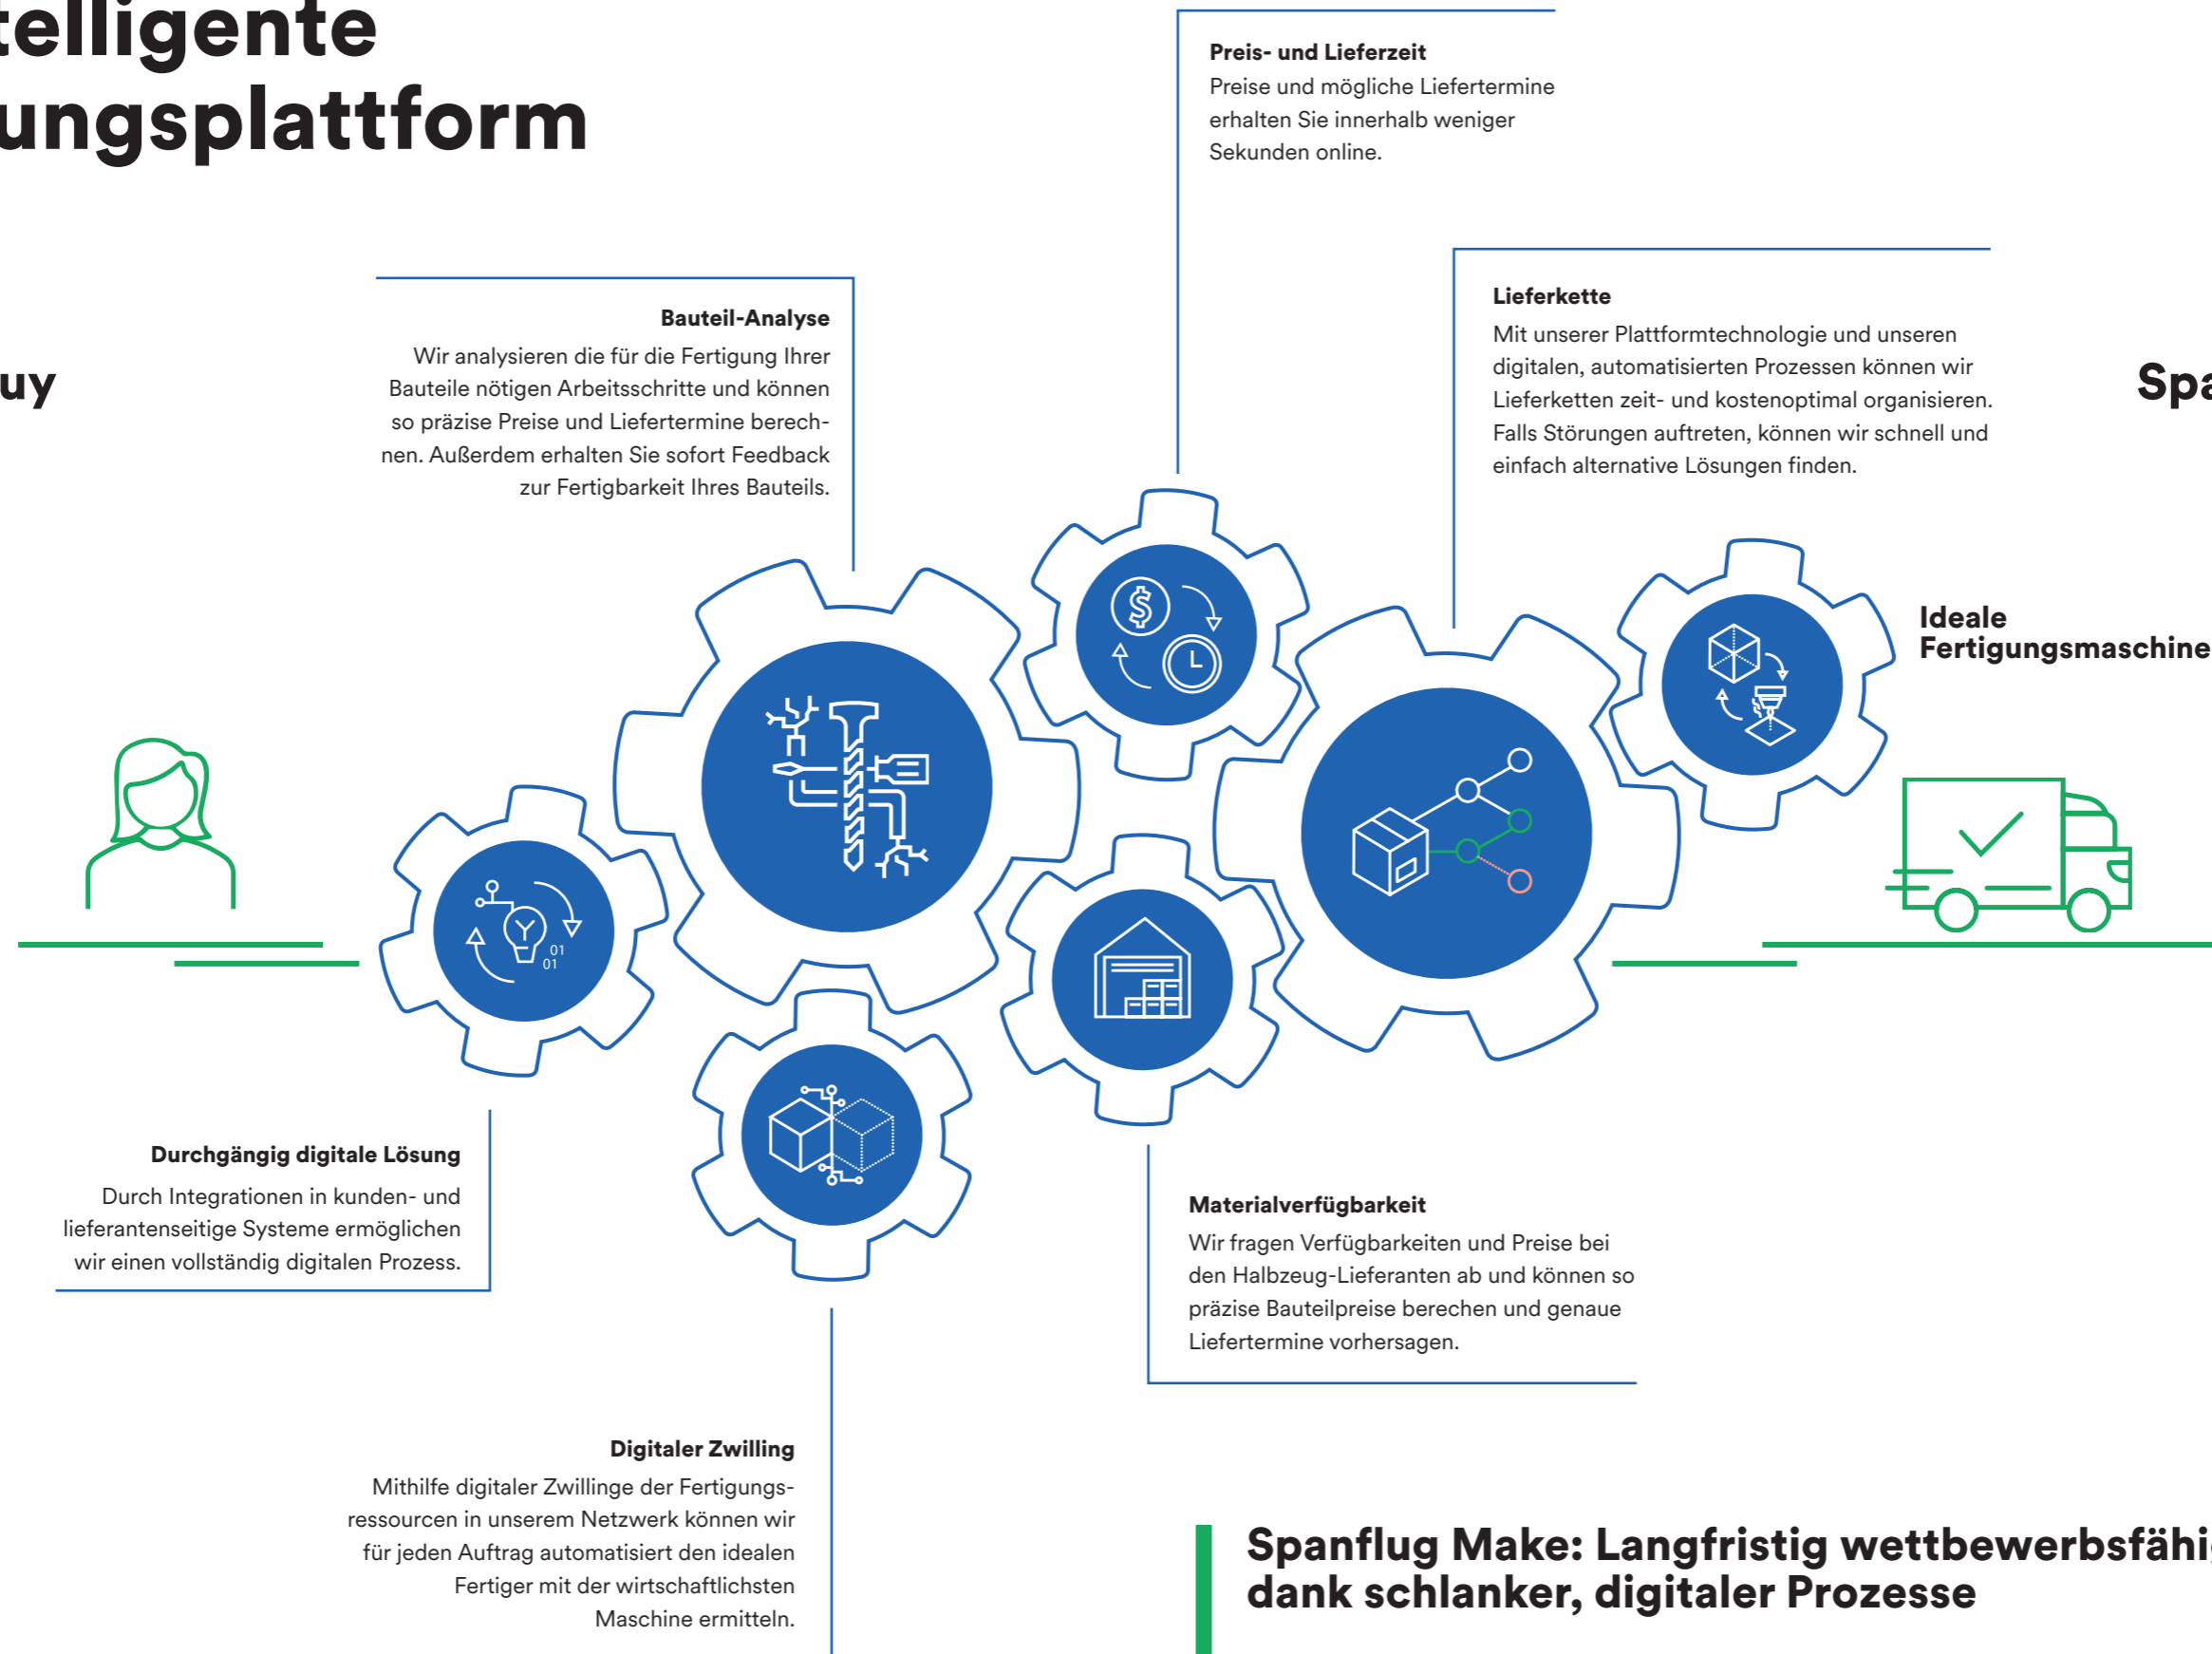 telligente
ungsplattform
Preis- und Lieferzeit
Preise und mögliche Liefertermine
erhalten Sie innerhalb weniger
Sekunden online.
Bauteil-Analyse
Wir analysieren die für die Fertigung Ihrer
Bauteile nötigen Arbeitsschritte und können
so präzise Preise und Liefertermine berech-
nen. Außerdem erhalten Sie sofort Feedback
zur Fertigbarkeit Ihres Bauteils.
Lieferkette
Mit unserer Plattformtechnologie und unseren
digitalen, automatisierten Prozessen können wir
Lieferketten zeit- und kostenoptimal organisieren.
Falls Störungen auftreten, können wir schnell und
einfach alternative Lösungen finden.
uy
Spa
Ideale
Fertigungsmaschine
$
01
01
Durchgängig digitale Lösung
Durch Integrationen in kunden- und
lieferantenseitige Systeme ermöglichen
wir einen vollständig digitalen Prozess.
Materialverfügbarkeit
Wir fragen Verfügbarkeiten und Preise bei
den Halbzeug-Lieferanten ab und können so
präzise Bauteilpreise berechen und genaue
Liefertermine vorhersagen.
Digitaler Zwilling
Mithilfe digitaler Zwillinge der Fertigungs-
ressourcen in unserem Netzwerk können wir
für jeden Auftrag automatisiert den idealen
Fertiger mit der wirtschaftlichsten
Maschine ermitteln.
Spanflug Make: Langfristig wettbewerbsfähi
dank schlanker, digitaler Prozesse